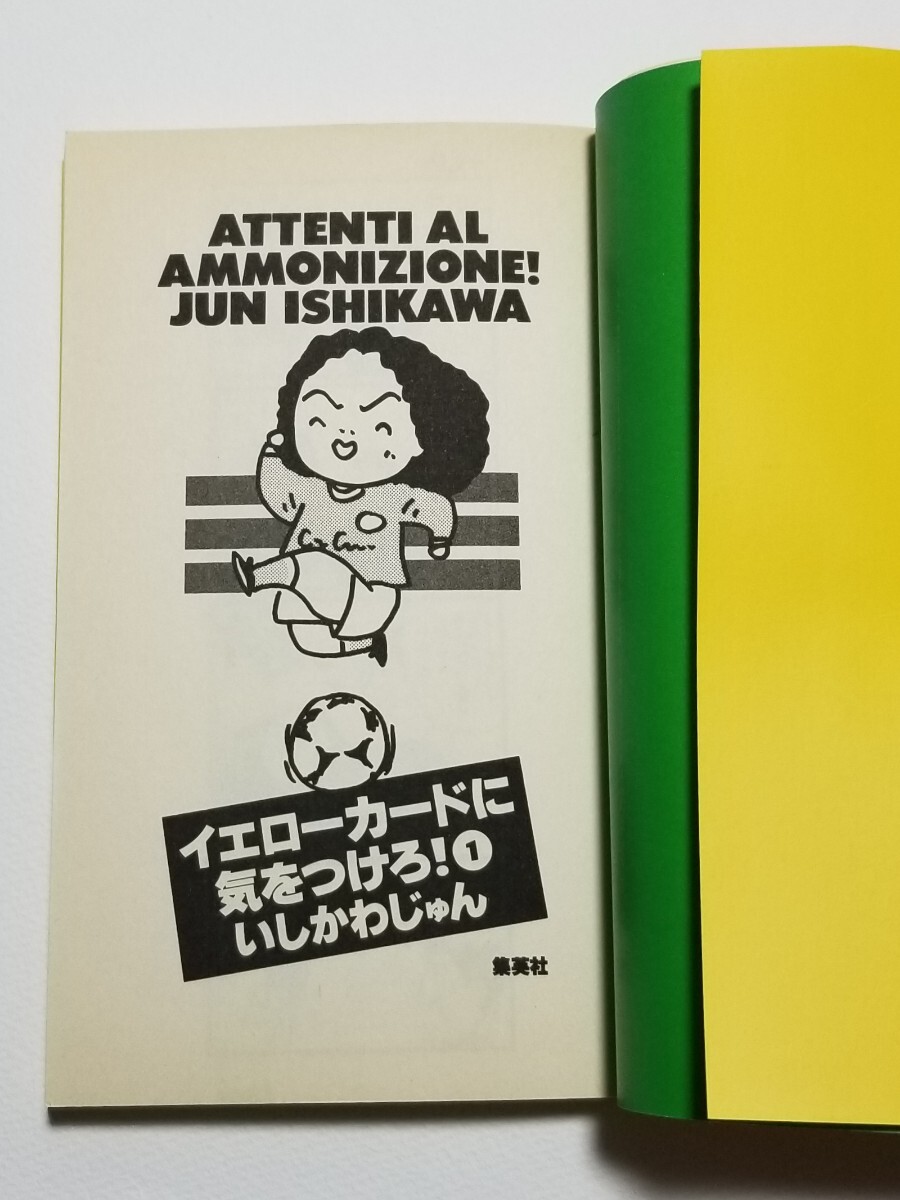 ATTENTI AL
AMMONIZIONE!
JUN ISHIKAWA
イエローカードに
気をつけろ!①
いしかわじゅん
集英社